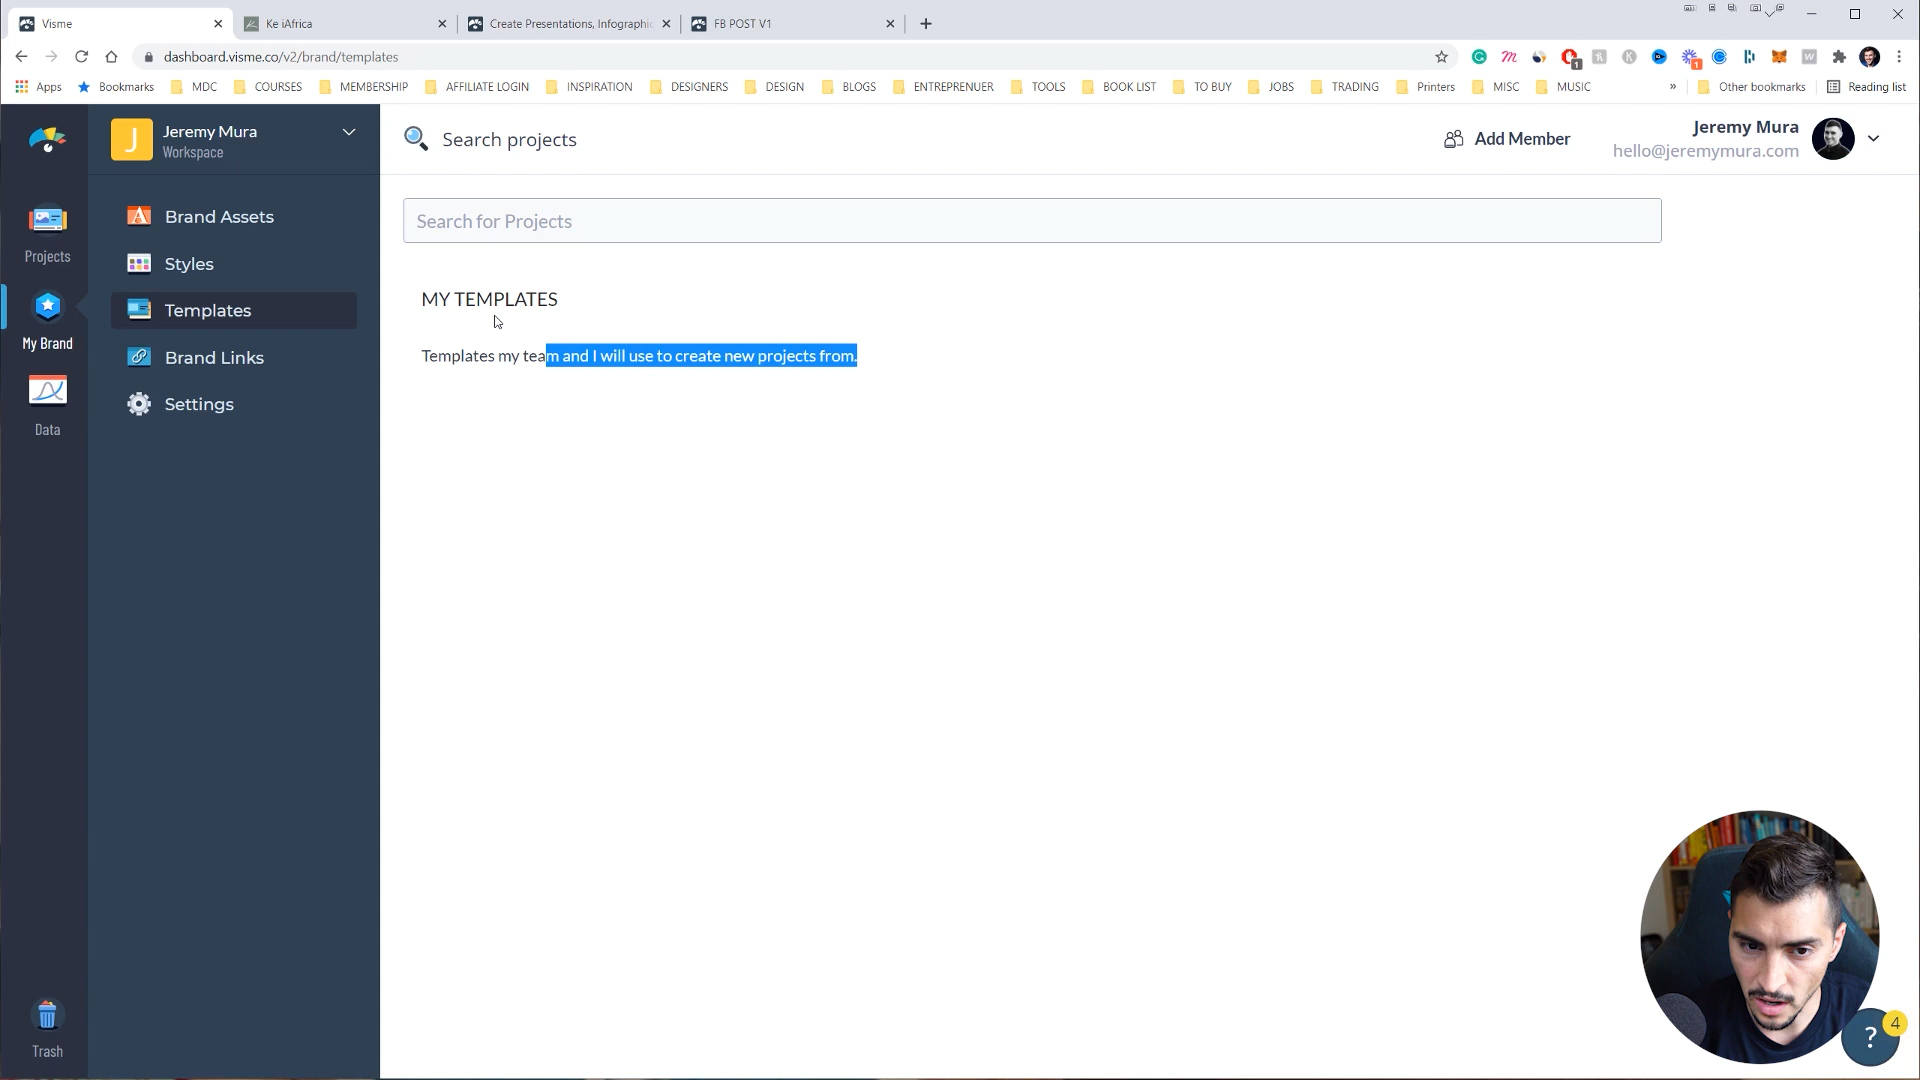 Visme
Ke iAfrica
Create Presentations, Infographic
FB POST V1
dashboard.visme.co/v2/brand/templates
Apps
Bookmarks
MDC
COURSES
MEMBERSHIP
AFFILIATE LOGIN
INSPIRATION
DESIGNERS
DESIGN
BLOGS
ENTREPRENUER
TOOLS
BOOK LIST
TO BUY
JOBS
TRADING
Printers
MISC
MUSIC
»
Other bookmarks
Reading list
J
Jeremy Mura
Workspace
Search projects
Add Member
Jeremy Mura
hello@jeremymura.com
Projects
My Brand
Data
Trash
Brand Assets
Styles
Templates
Brand Links
Settings
Search for Projects
MY TEMPLATES
Templates my team and I will use to create new projects from.
?
4